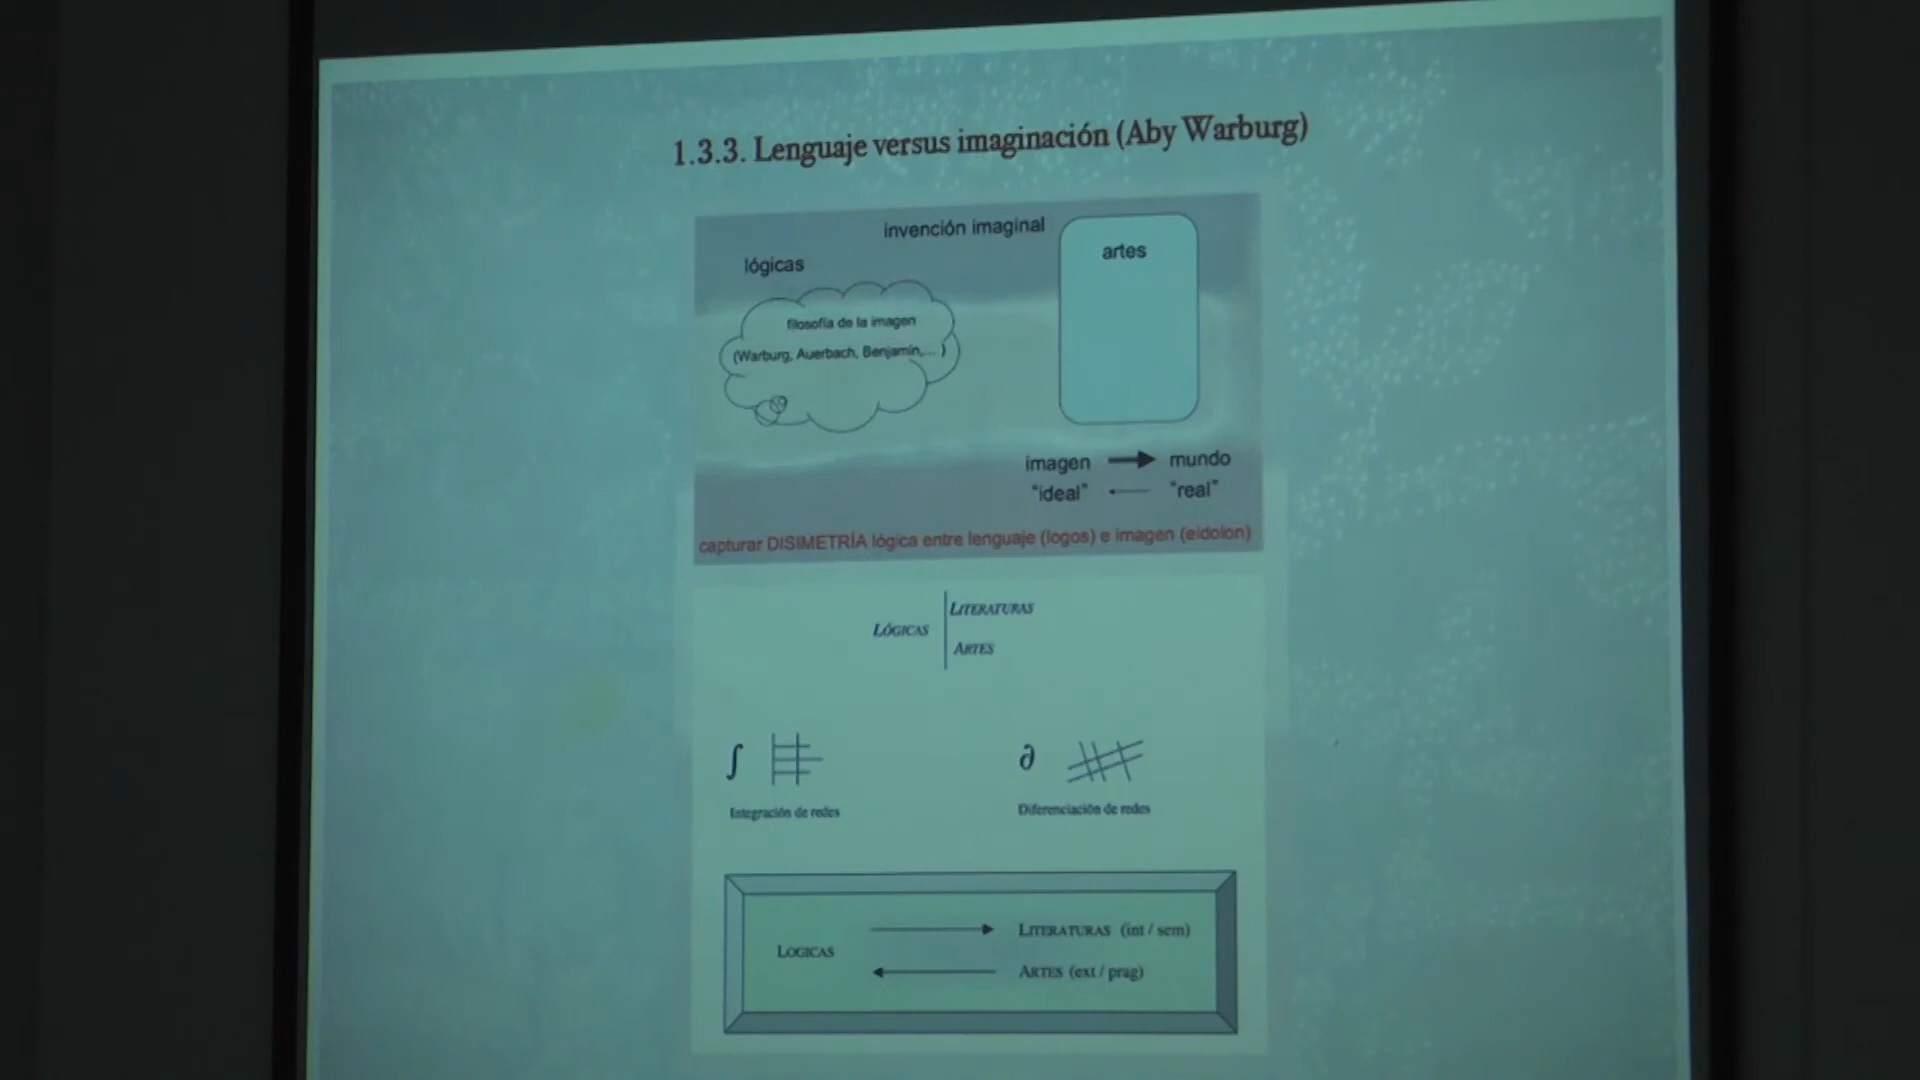 1.3.3. Lenguaje versus imaginación (Aby Warburg)
invención imaginal
artes
lógicas
filosofía de la imagen
(Warburg, Auerbach, Benjamin,... )
imagen mundo
"ideal" "real"
capturar DISIMETRÍA lógica entre lenguaje (logos) e imagen (eidolon)
LITERATURAS
LÓGICAS
ARTES
∫ ∂
Integración de redes Diferenciación de redes
LITERATURAS (int / sem)
LOGICAS
ARTES (ext / prag)